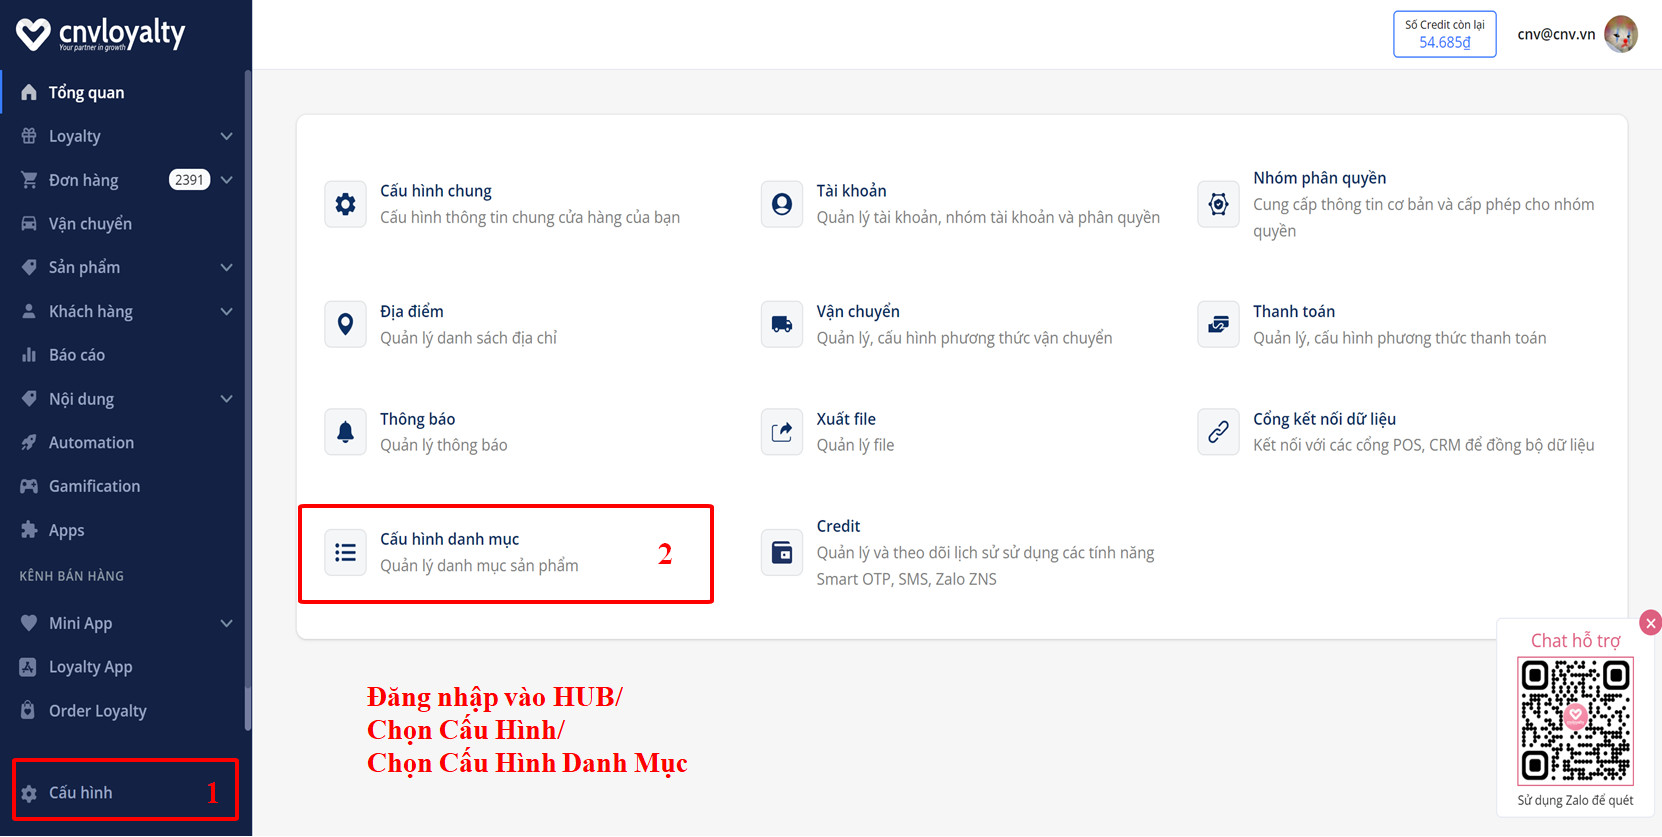 cnvloyalty
Your partner in growth
Số Credit còn lại
54.685₫
cnv@cnv.vn
Tổng quan
Loyalty
Đơn hàng 2391
Vận chuyển
Sản phẩm
Khách hàng
Báo cáo
Nội dung
Automation
Gamification
Apps
KÊNH BÁN HÀNG
Mini App
Loyalty App
Order Loyalty
Cấu hình 1
Cấu hình chung
Cấu hình thông tin chung cửa hàng của bạn
Tài khoản
Quản lý tài khoản, nhóm tài khoản và phân quyền
Nhóm phân quyền
Cung cấp thông tin cơ bản và cấp phép cho nhóm
quyền
Địa điểm
Quản lý danh sách địa chỉ
Vận chuyển
Quản lý, cấu hình phương thức vận chuyển
Thanh toán
Quản lý, cấu hình phương thức thanh toán
Thông báo
Quản lý thông báo
Xuất file
Quản lý file
Cổng kết nối dữ liệu
Kết nối với các cổng POS, CRM để đồng bộ dữ liệu
Cấu hình danh mục
Quản lý danh mục sản phẩm
2
Credit
Quản lý và theo dõi lịch sử sử dụng các tính năng
Smart OTP, SMS, Zalo ZNS
Đăng nhập vào HUB/
Chọn Cấu Hình/
Chọn Cấu Hình Danh Mục
Chat hỗ trợ
Sử dụng Zalo để quét